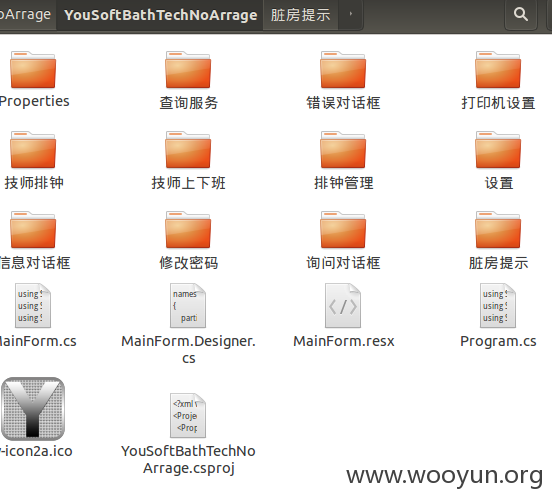 oArrage YouSoftBathTechNoArrage 脏房提示
Properties 查询服务 错误对话框 打印机设置
技师排钟 技师上下班 排钟管理 设置
信息对话框 修改密码 询问对话框 脏房提示
using S
using S
using S
names
{
parti
</>
using S
using S
using S
MainForm.cs MainForm.Designer.
cs MainForm.resx Program.cs
Y
<?xml v
<Proje
<Prop
-icon2a.ico YouSoftBathTechNo
Arrage.csproj
www.wooyun.org